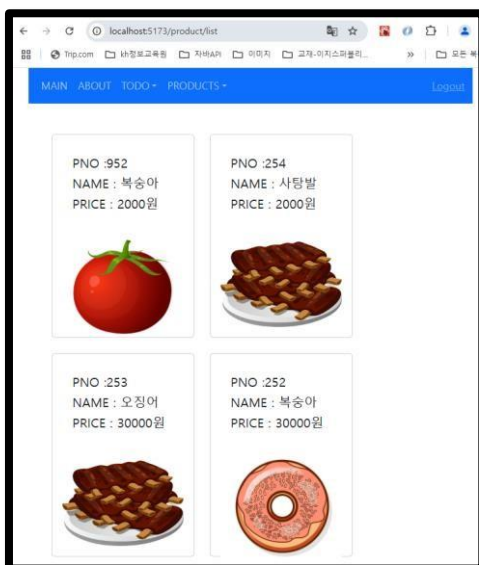 localhost:5173/product/list
Trip.com kh정보교육원 자바API 이미지 교재-이지스퍼블리... » 모든 북
MAIN ABOUT TODO PRODUCTS Logout
PNO :952
NAME : 복숭아
PRICE : 2000원
PNO :254
NAME : 사탕발
PRICE : 2000원
PNO :253
NAME : 오징어
PRICE : 30000원
PNO :252
NAME : 복숭아
PRICE : 30000원